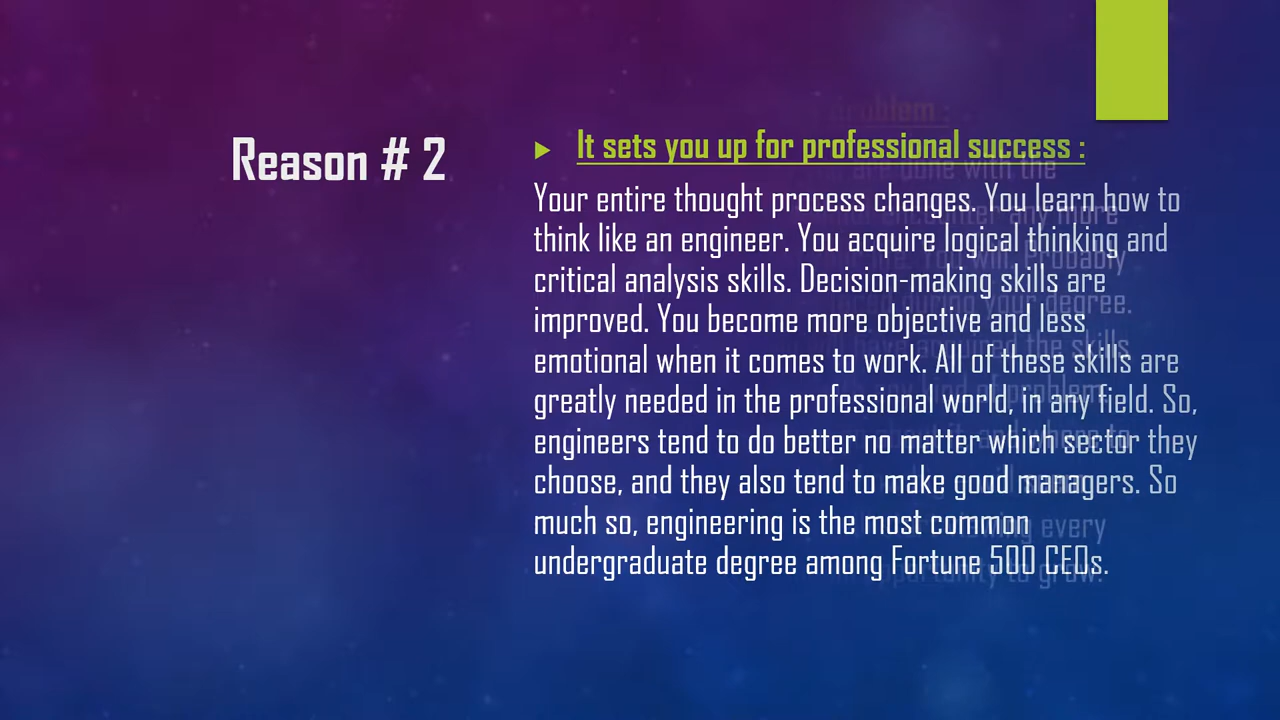 Reason # 2
It sets you up for professional success :
Your entire thought process changes. You learn how to
think like an engineer. You acquire logical thinking and
critical analysis skills. Decision-making skills are
improved. You become more objective and less
emotional when it comes to work. All of these skills are
greatly needed in the professional world, in any field. So,
engineers tend to do better no matter which sector they
choose, and they also tend to make good managers. So
much so, engineering is the most common
undergraduate degree among Fortune 500 CEOs.